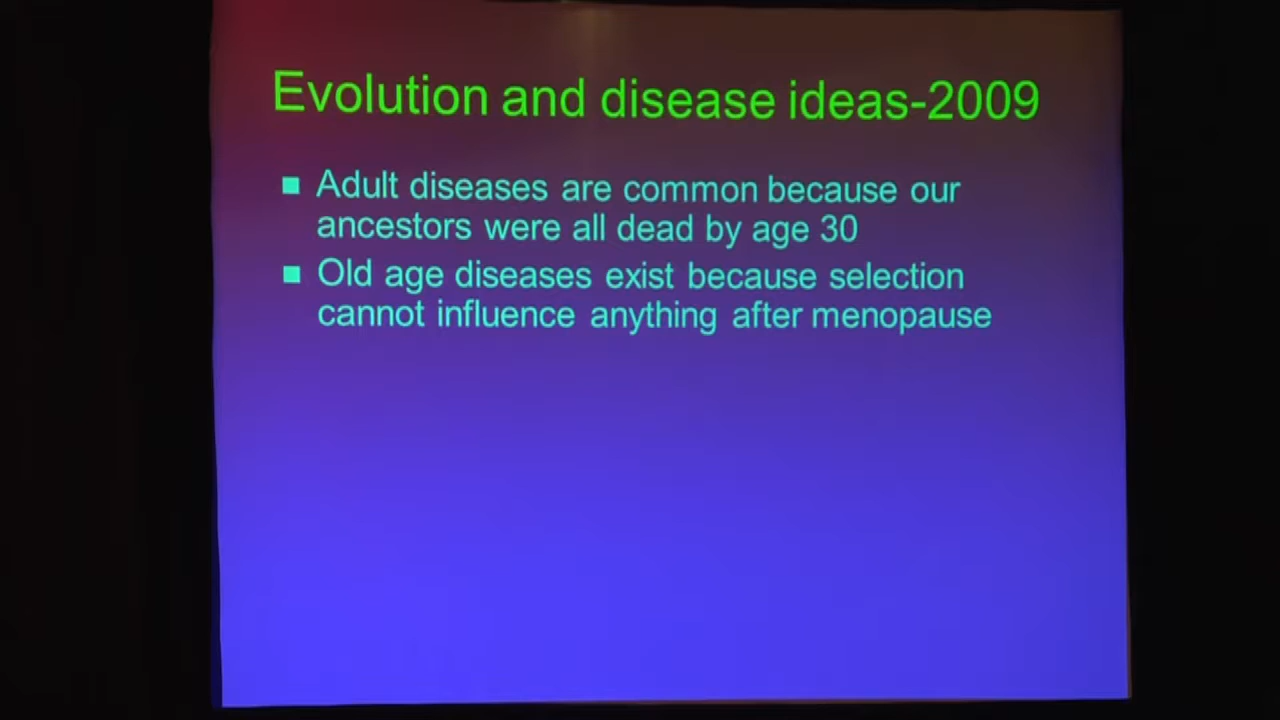 Evolution and disease ideas-2009
■ Adult diseases are common because our
ancestors were all dead by age 30
■ Old age diseases exist because selection
cannot influence anything after menopause